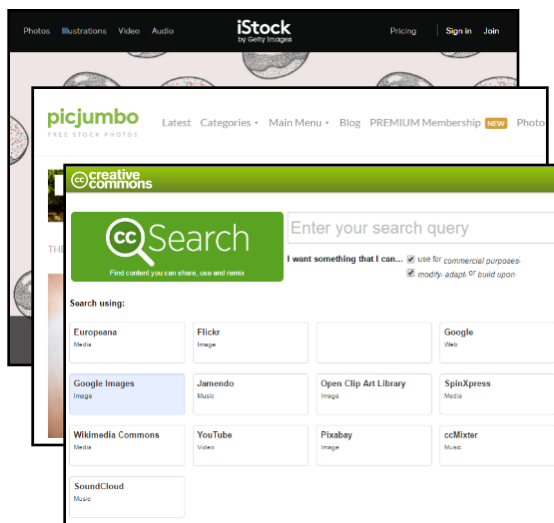 Photos Illustrations Video Audio
iStock
by Getty Images
Pricing Sign in Join
picjumbo
FREE STOCK PHOTOS
Latest Categories Main Menu Blog PREMIUM Membership NEW Photo
THE
cc creative commons
cc Search
Find content you can share, use and remix
Enter your search query
I want something that I can... use for commercial purposes;
modify, adapt, or build upon.
Search using:
Europeana Flickr Google
Media Image Web
Google Images Jamendo Open Clip Art Library SpinXpress
Image Music Image Media
Wikimedia Commons YouTube Pixabay ccMixter
Media Video Image Music
SoundCloud
Music